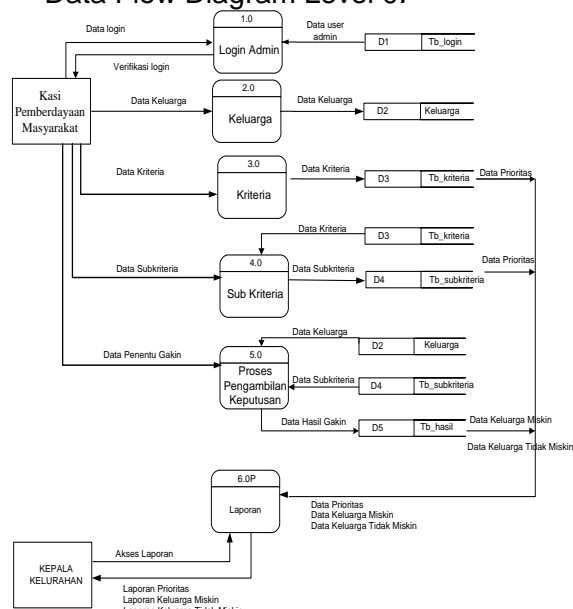 Data Flow Diagram Level
1.0
Login Admin
Data login
Verifikasi login
Data user
admin
D1 Tb_login
Kasi
Pemberdayaan
Masyarakat
2.0
Keluarga
Data Keluarga
Data Keluarga
D2 Keluarga
3.0
Kriteria
Data Kriteria
Data Kriteria
D3 Tb_kriteria
Data Prioritas
Data Kriteria
D3 Tb_kriteria
4.0
Sub Kriteria
Data Subkriteria
Data Subkriteria
D4 Tb_subkriteria
Data Prioritas
Data Keluarga
D2 Keluarga
5.0
Proses
Pengambilan
Keputusan
Data Penentu Gakin
Data Subkriteria
D4 Tb_subkriteria
Data Hasil Gakin
D5 Tb_hasil
Data Keluarga Miskin
Data Keluarga Tidak Miskin
6.0P
Laporan
Data Prioritas
Data Keluarga Miskin
Data Keluarga Tidak Miskin
KEPALA
KELURAHAN
Akses Laporan
Laporan Prioritas
Laporan Keluarga Miskin
Laporan Keluarga Tidak Miskin